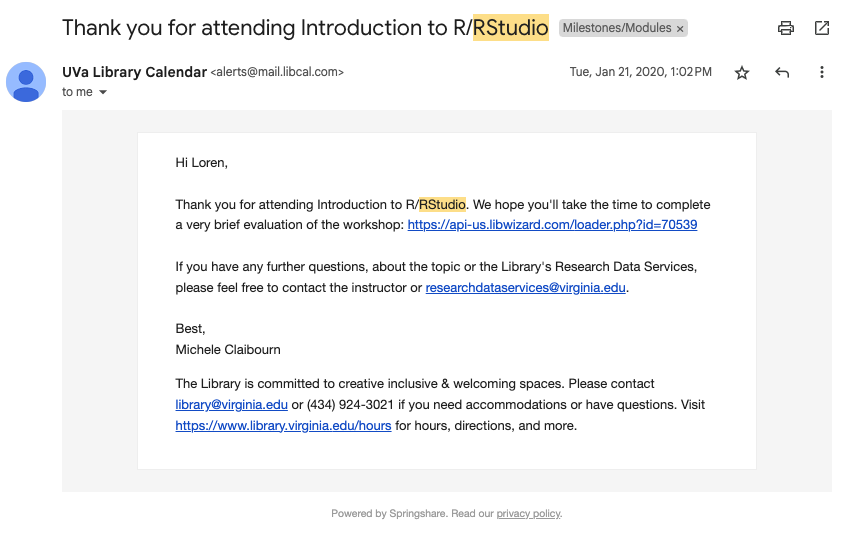 Thank you for attending Introduction to R/RStudio Milestones/Modules ×
UVa Library Calendar <alerts@mail.libcal.com> Tue, Jan 21, 2020, 1:02 PM
to me
Hi Loren,
Thank you for attending Introduction to R/RStudio. We hope you'll take the time to complete
a very brief evaluation of the workshop: https://api-us.libwizard.com/loader.php?id=70539
If you have any further questions, about the topic or the Library's Research Data Services,
please feel free to contact the instructor or researchdataservices@virginia.edu.
Best,
Michele Claibourn
The Library is committed to creative inclusive & welcoming spaces. Please contact
library@virginia.edu or (434) 924-3021 if you need accommodations or have questions. Visit
https://www.library.virginia.edu/hours for hours, directions, and more.
Powered by Springshare. Read our privacy policy.